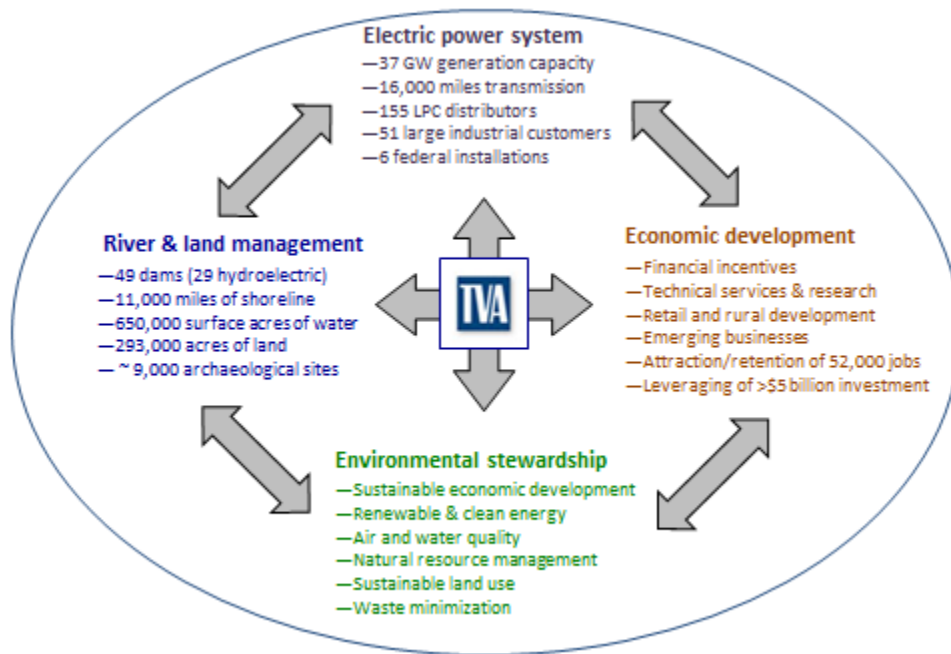 Electric power system
—37 GW generation capacity
—16,000 miles transmission
—155 LPC distributors
—51 large industrial customers
—6 federal installations
River & land management
—49 dams (29 hydroelectric)
—11,000 miles of shoreline
—650,000 surface acres of water
—293,000 acres of land
— ~ 9,000 archaeological sites
TVA
Economic development
—Financial incentives
—Technical services & research
—Retail and rural development
—Emerging businesses
—Attraction/retention of 52,000 jobs
—Leveraging of >$5 billion investment
Environmental stewardship
—Sustainable economic development
—Renewable & clean energy
—Air and water quality
—Natural resource management
—Sustainable land use
—Waste minimization